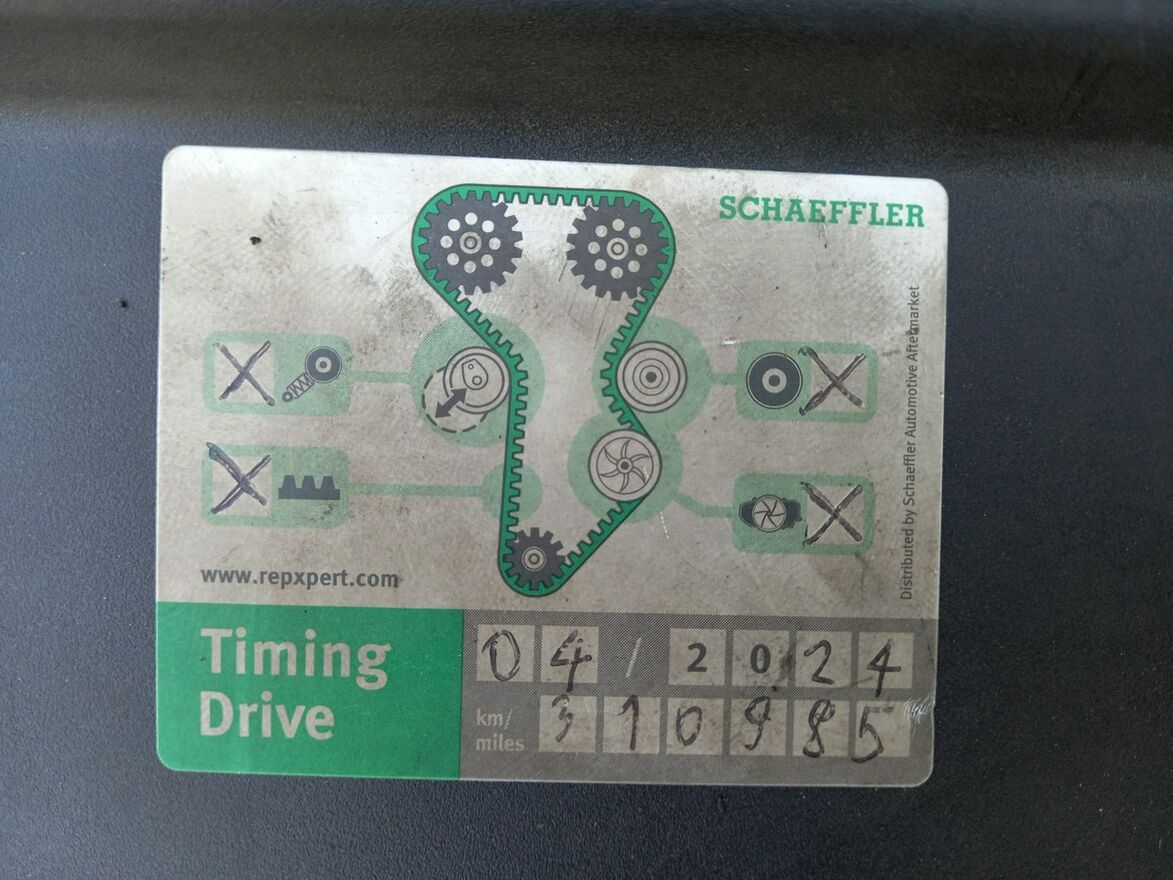 SCHAEFFLER
Distributed by Schaeffler Automotive Aftermarket
www.repxpert.com
Timing
Drive
04 / 2024
km/
miles
310985